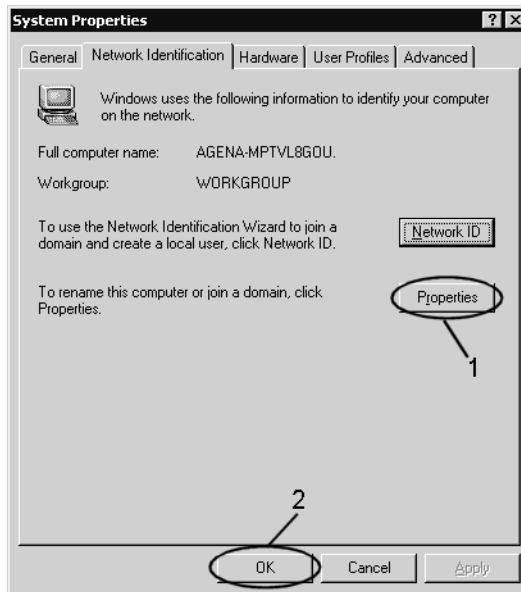 System Properties
General Network Identification Hardware User Profiles Advanced
Windows uses the following information to identify your computer
on the network.
Full computer name: AGENA-MPTVL8GOU.
Workgroup: WORKGROUP
To use the Network Identification Wizard to join a
domain and create a local user, click Network ID.
Network ID
To rename this computer or join a domain, click
Properties.
Properties
1
2
OK Cancel Apply